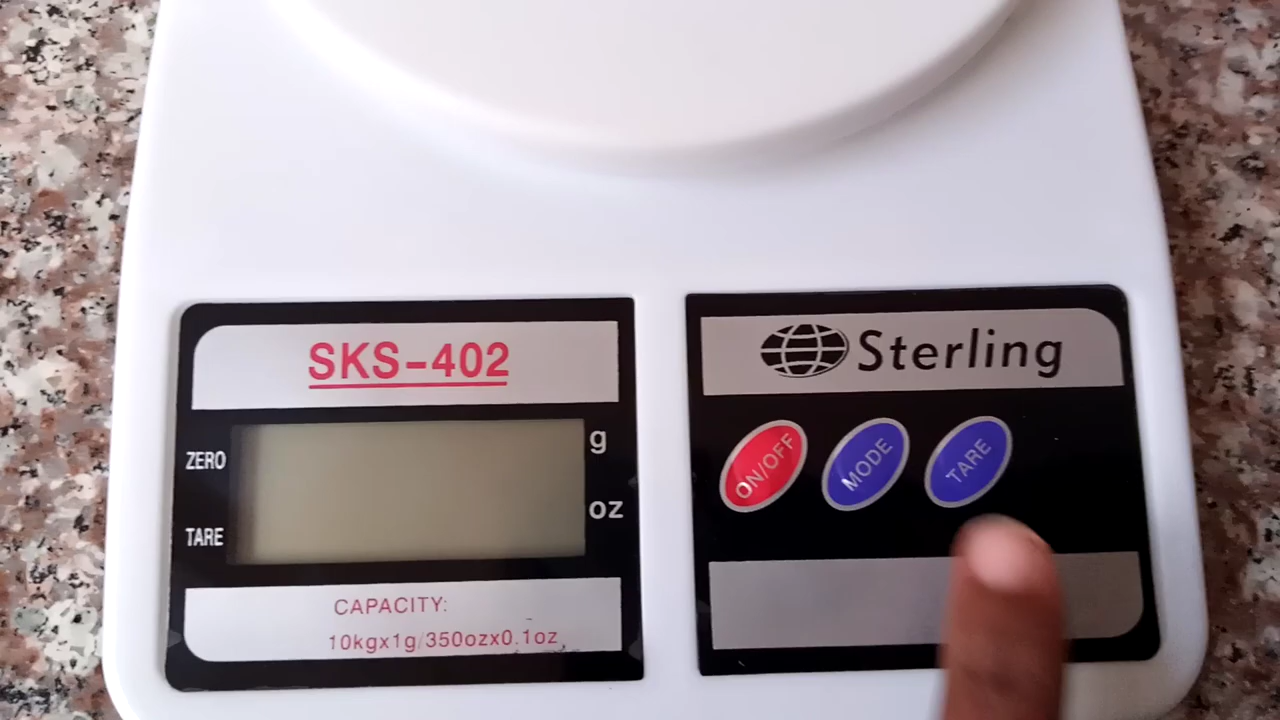 SKS-402
ZERO
g
TARE
oz
CAPACITY:
10kgx1g/350ozx0.1oz
Sterling
ON/OFF
MODE
TARE